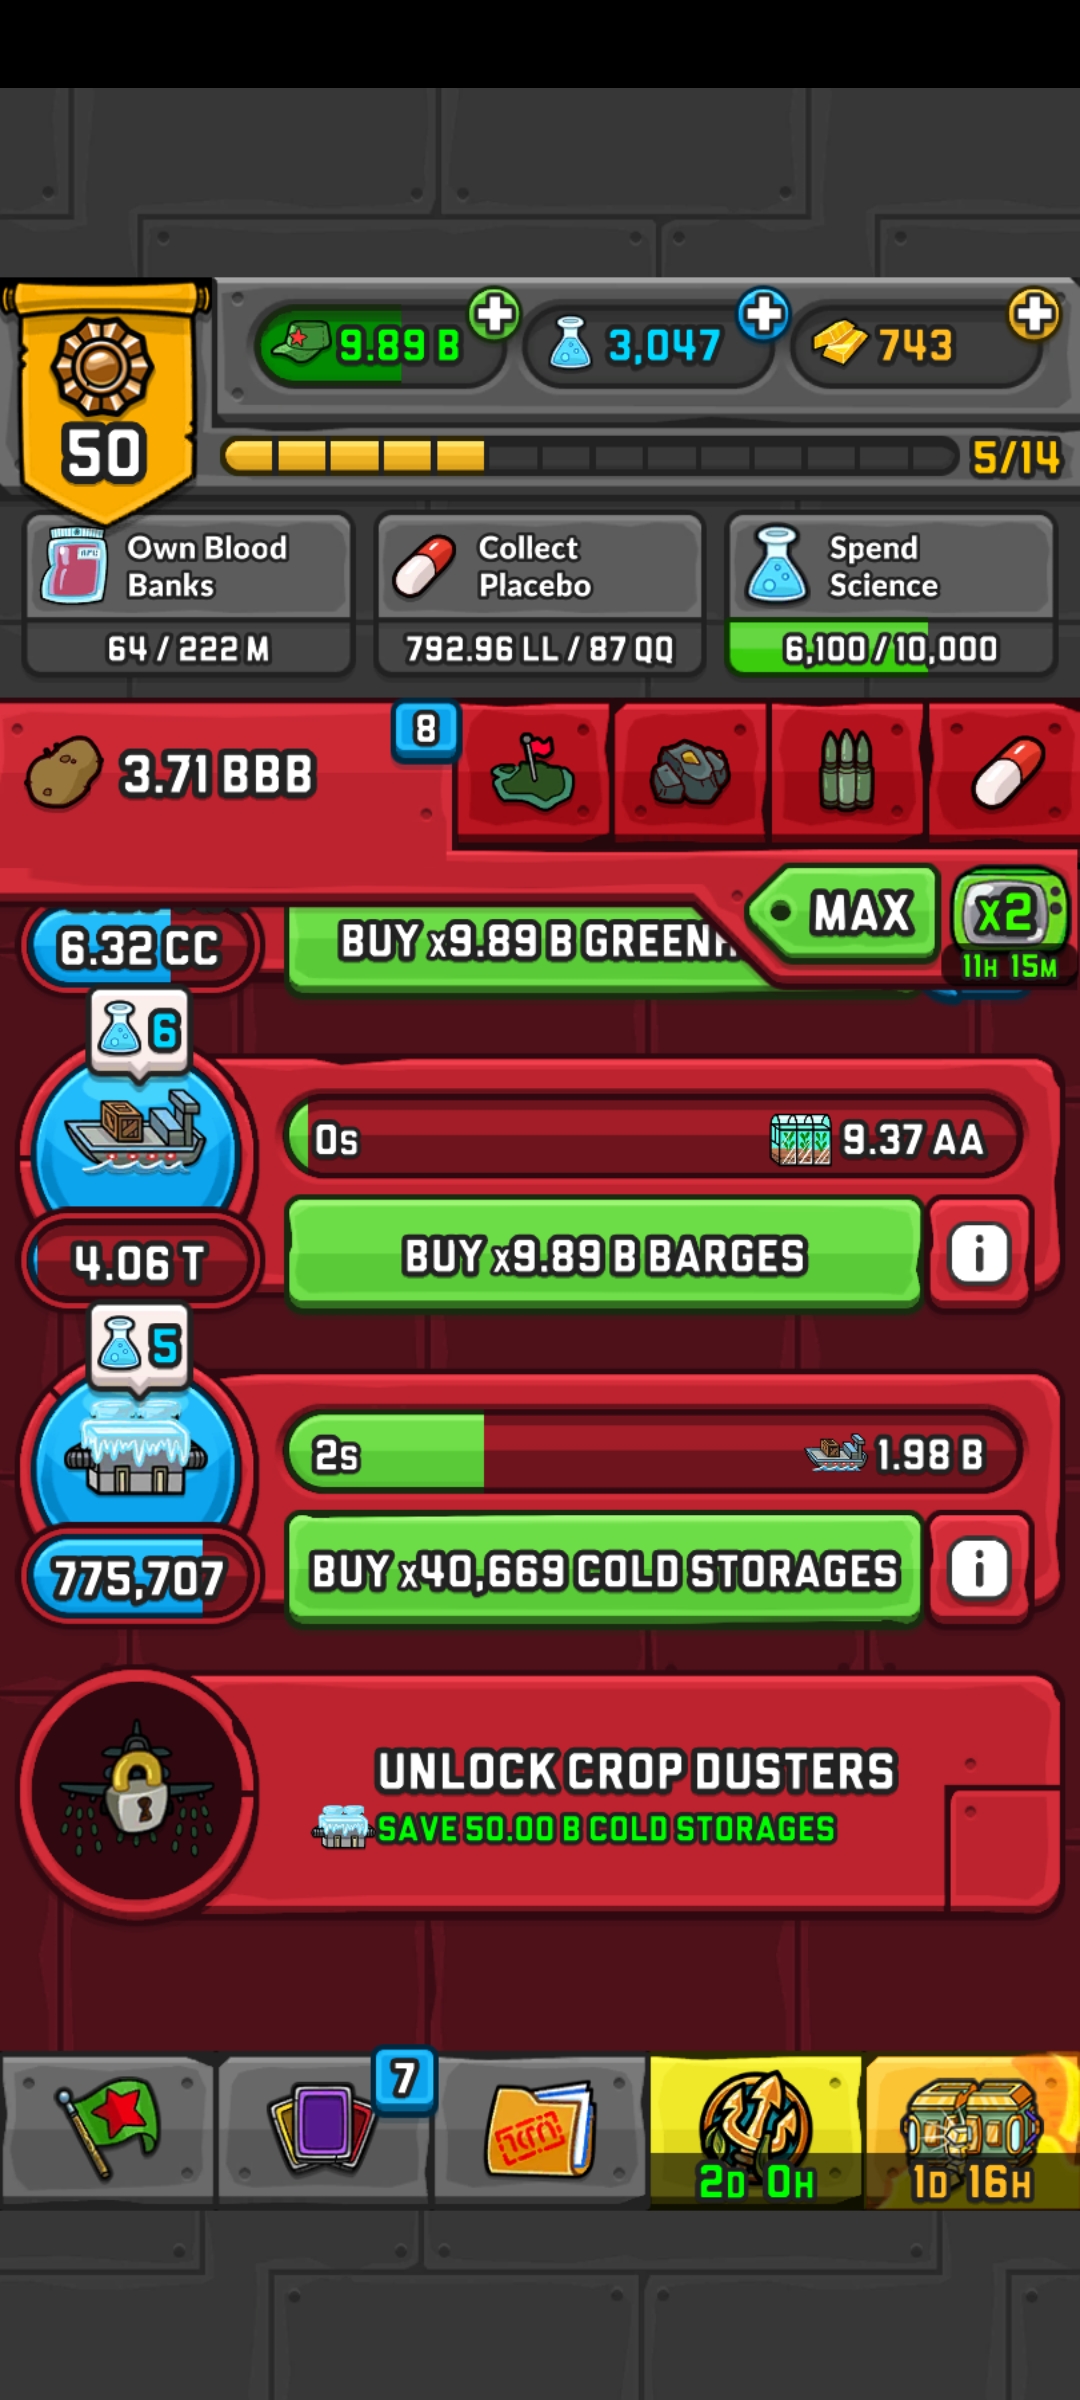 9.89 B
3,047
743
50
5/14
Own Blood
Banks
64 / 222 M
Collect
Placebo
792.96 LL / 87 QQ
Spend
Science
6,100 / 10,000
3.71 BBB
8
MAX
x2
11H 15M
6.32 CC
BUY x9.89 B GREENH
6
0s
9.37 AA
4.06 T
BUY x9.89 B BARGES
i
5
2s
1.98 B
775,707
BUY x40,669 COLD STORAGES
i
UNLOCK CROP DUSTERS
SAVE 50.00 B COLD STORAGES
7
2D 0H
1D 16H